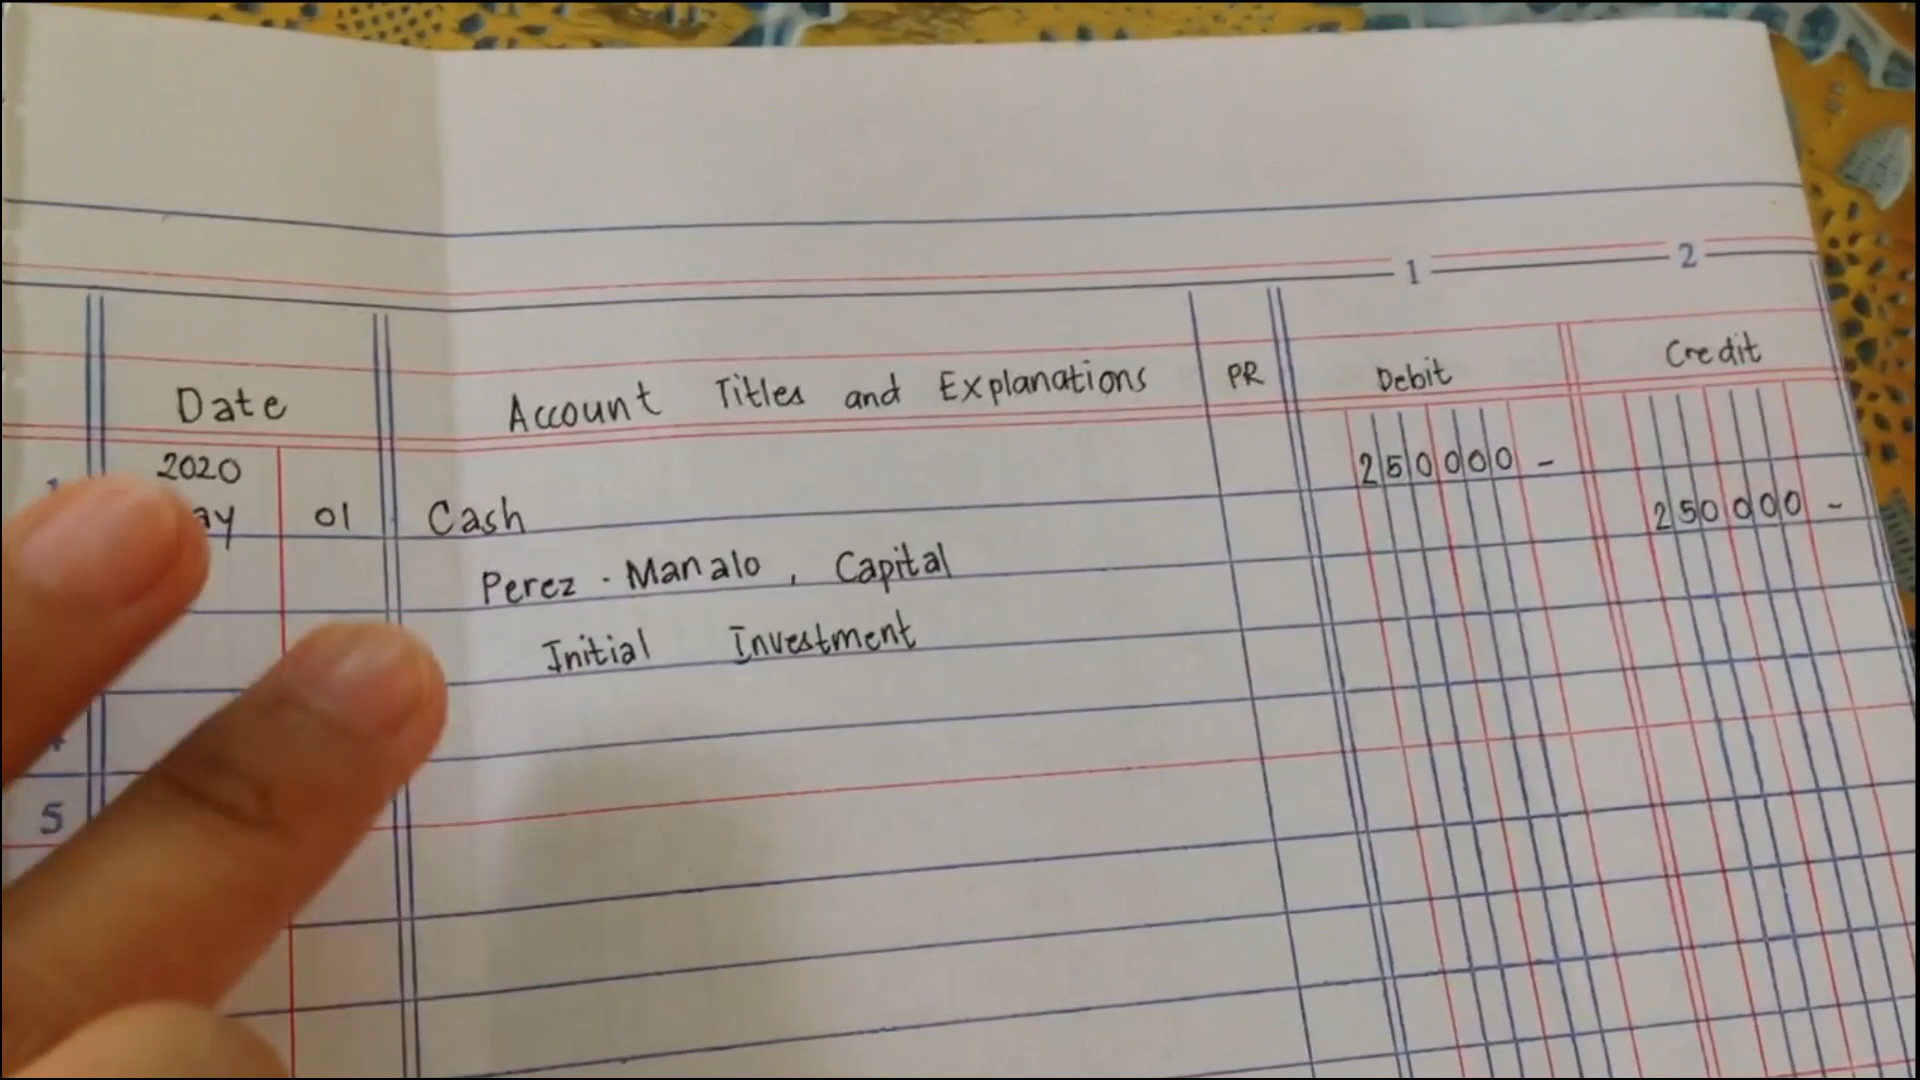 1 2
Date Account Titles and Explanations PR Debit Credit
2020
01 Cash 250000 -
Perez - Manalo, Capital 250000 -
Initial Investment
5